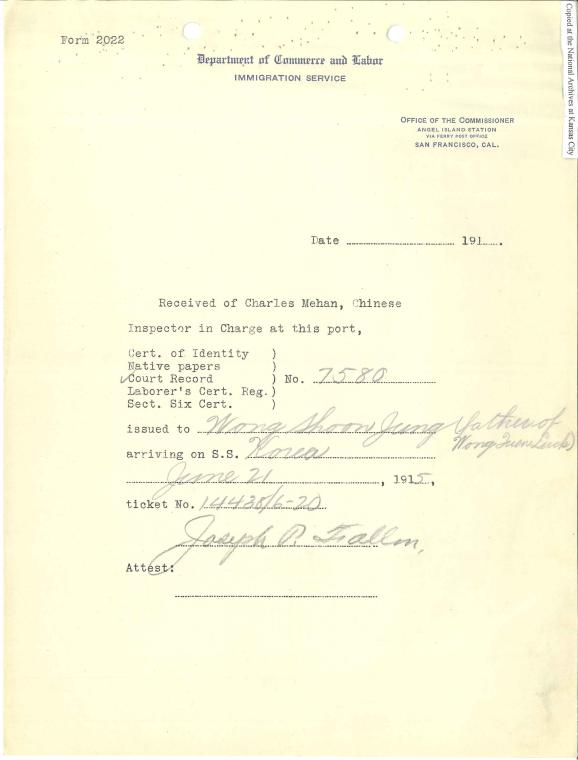 Form 2022
Department of Commerce and Labor
IMMIGRATION SERVICE
OFFICE OF THE COMMISSIONER
ANGEL ISLAND STATION
VIA FERRY POST OFFICE
SAN FRANCISCO, CAL.
Copied at the National Archives at Kansas City
Date 191 .
Received of Charles Mehan, Chinese
Inspector in Charge at this port,
Cert. of Identity )
Native papers )
✓Court Record ) No. 7580
Laborer's Cert. Reg.)
Sect. Six Cert. )
issued to Wong Shoon Jung (father of
Wong
arriving on S.S. Korea
June 21, 1915,
ticket No. 14438/6-20
Joseph P. Fallon,
Attest: